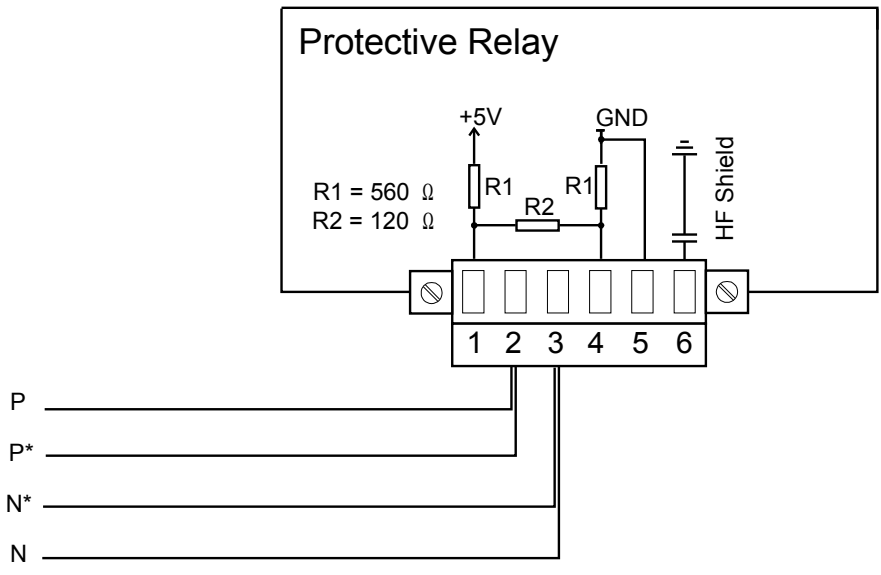 Protective Relay
+5V
GND
R1 = 560 Ω
R2 = 120 Ω
R1
R2
R1
HF Shield
1 2 3 4 5 6
P
P*
N*
N